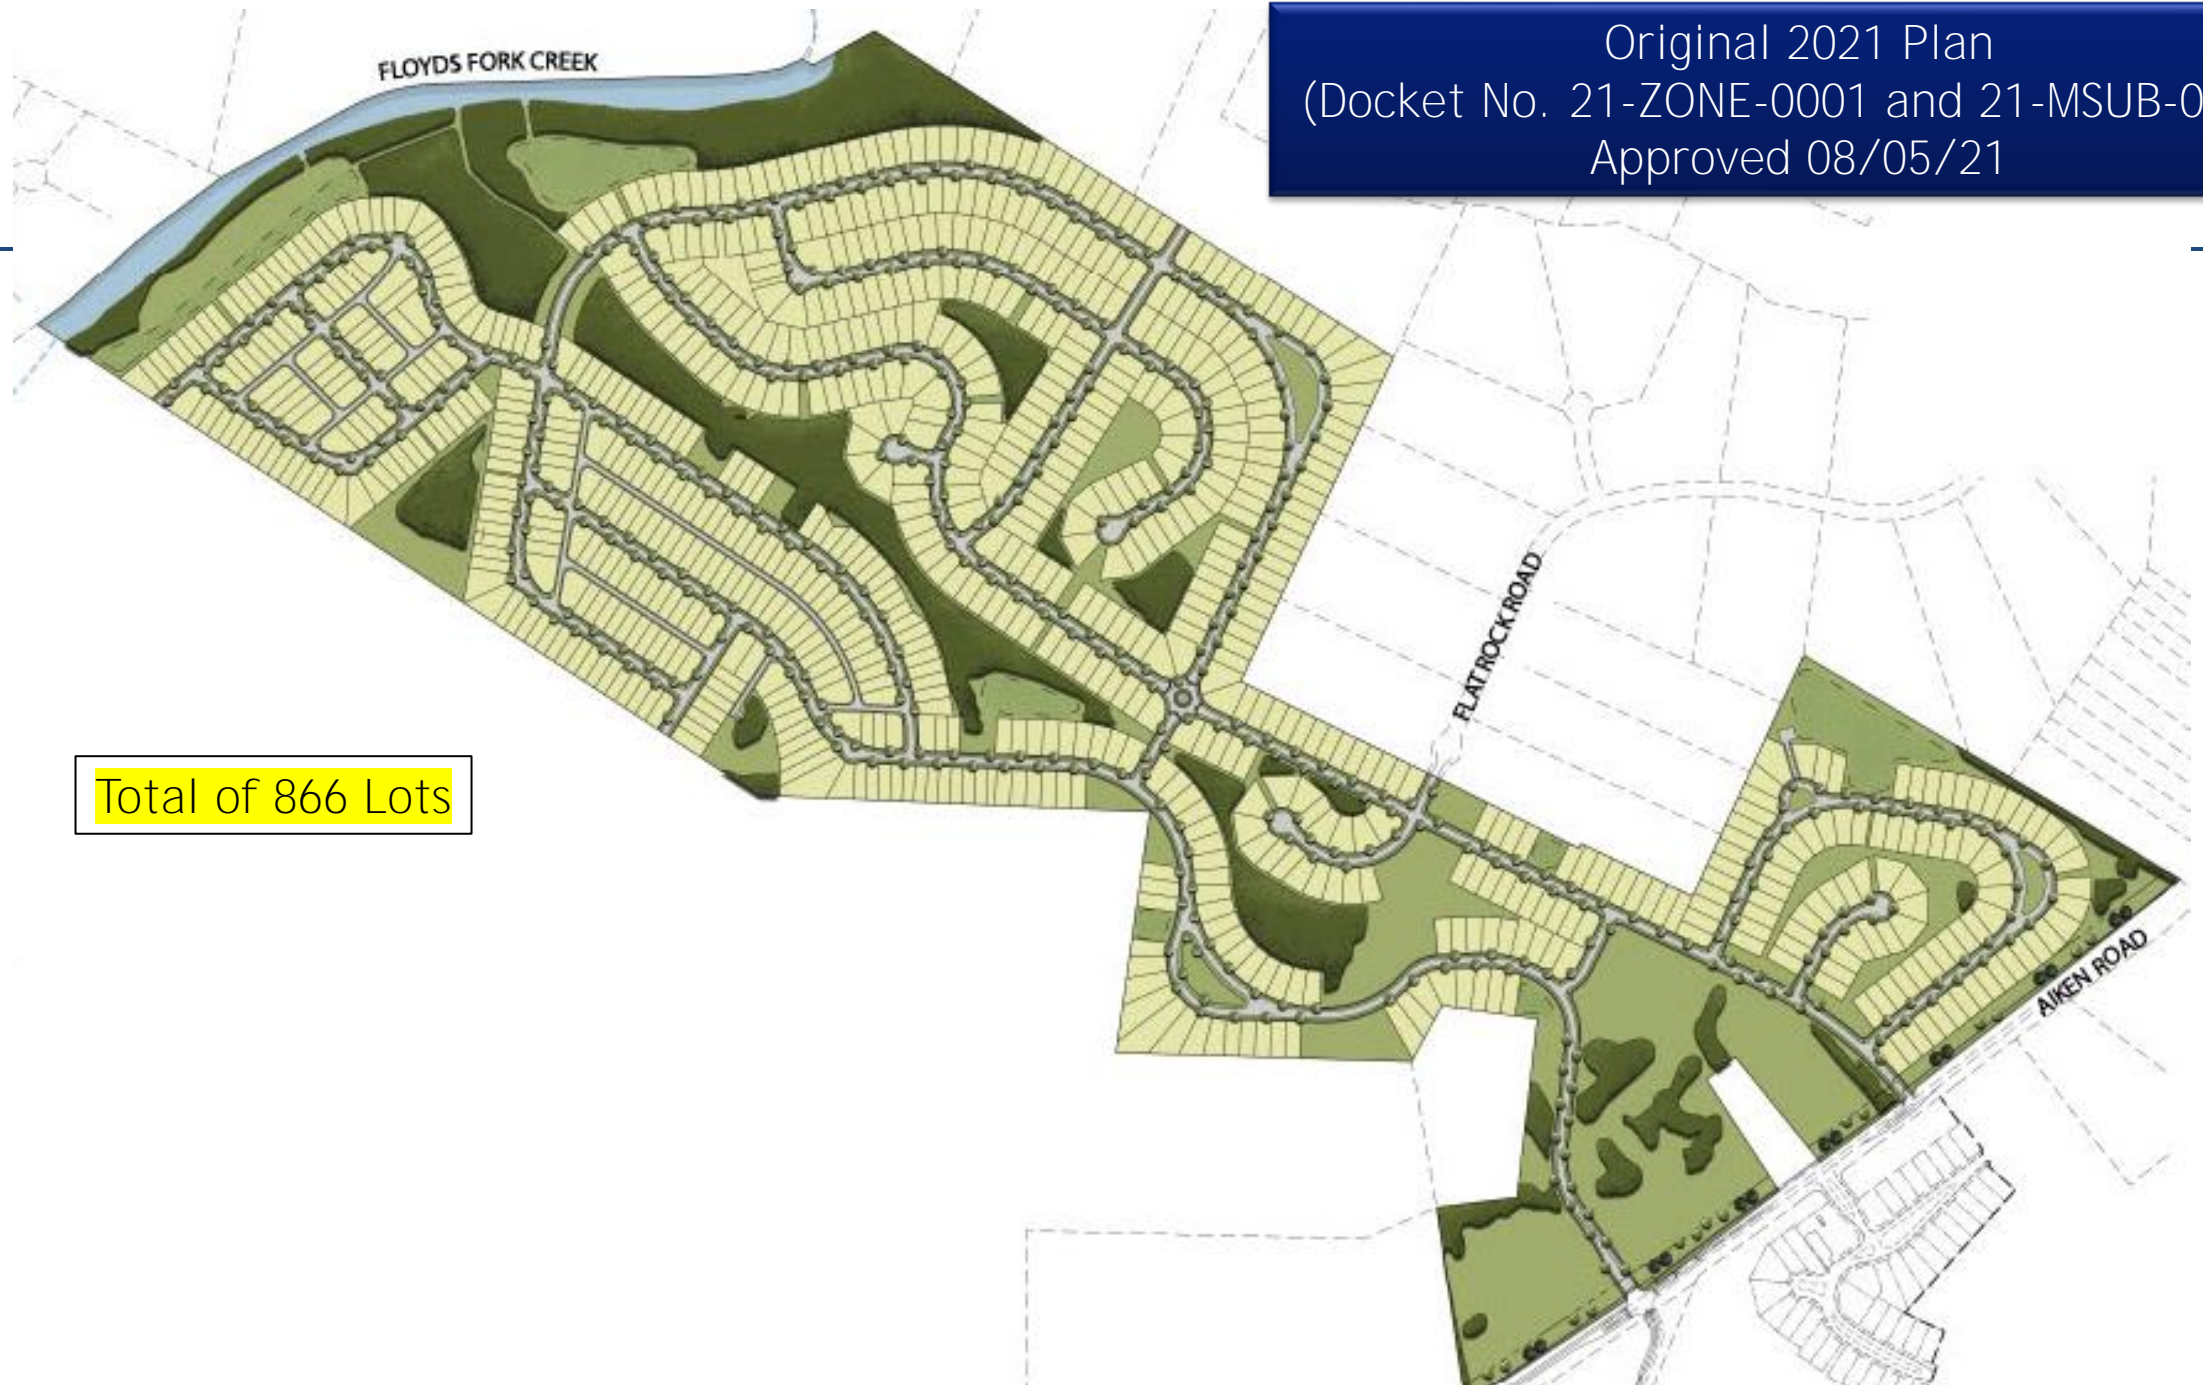 FLOYDS FORK CREEK
Original 2021 Plan
(Docket No. 21-ZONE-0001 and 21-MSUB-0
Approved 08/05/21
FLAT ROCK ROAD
Total of 866 Lots
AIKEN ROAD